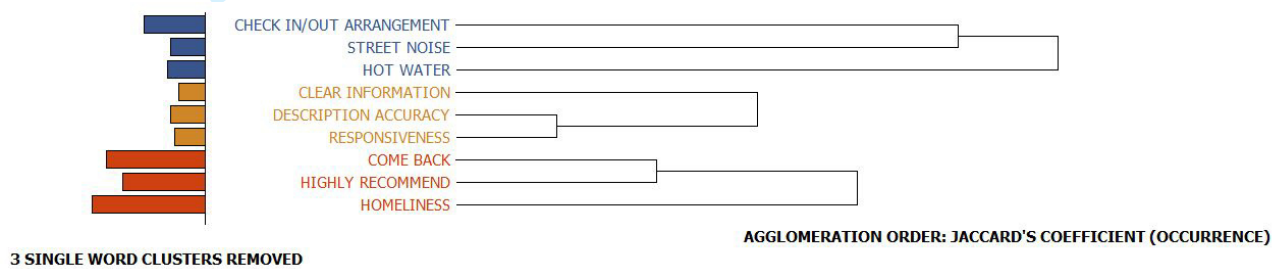 CHECK IN/OUT ARRANGEMENT
STREET NOISE
HOT WATER
CLEAR INFORMATION
DESCRIPTION ACCURACY
RESPONSIVENESS
COME BACK
HIGHLY RECOMMEND
HOMELINESS
AGGLOMERATION ORDER: JACCARD'S COEFFICIENT (OCCURRENCE)
3 SINGLE WORD CLUSTERS REMOVED